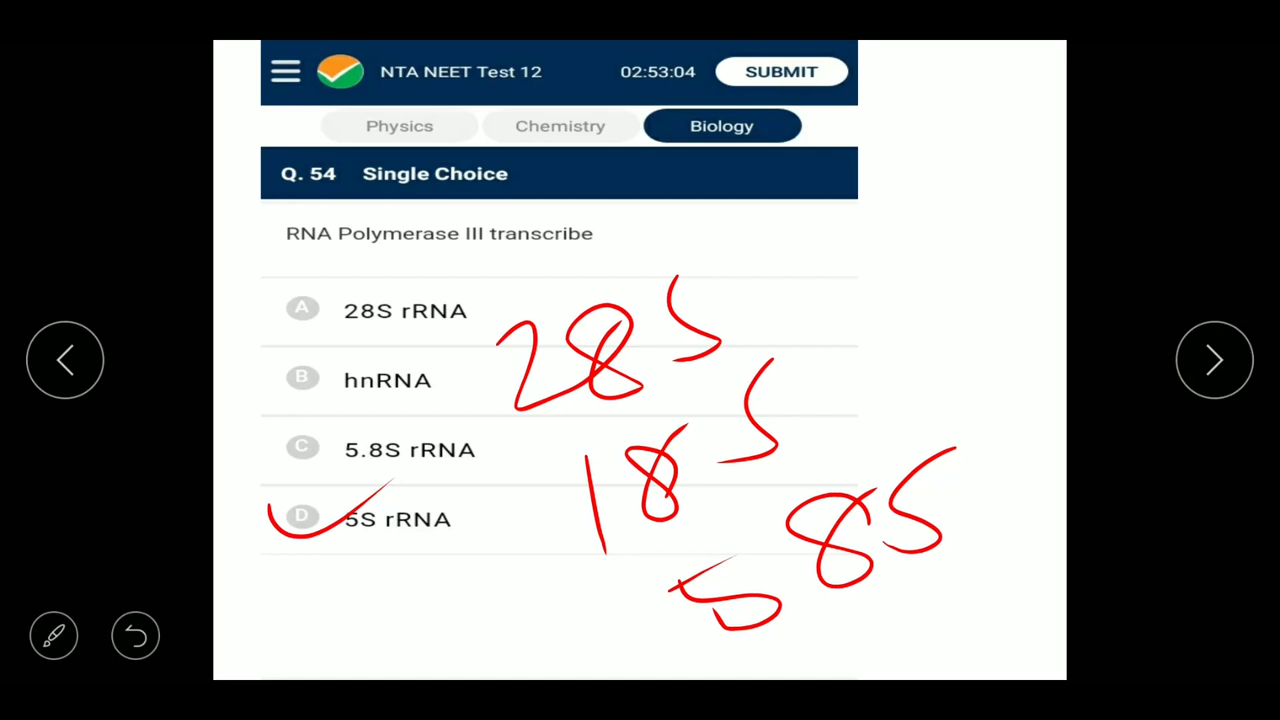 NTA NEET Test 12 02:53:04 SUBMIT
Physics Chemistry Biology
Q. 54 Single Choice
RNA Polymerase III transcribe
A 28S rRNA
28S
B hnRNA
C 5.8S rRNA
18S
D 5S rRNA
5 8S